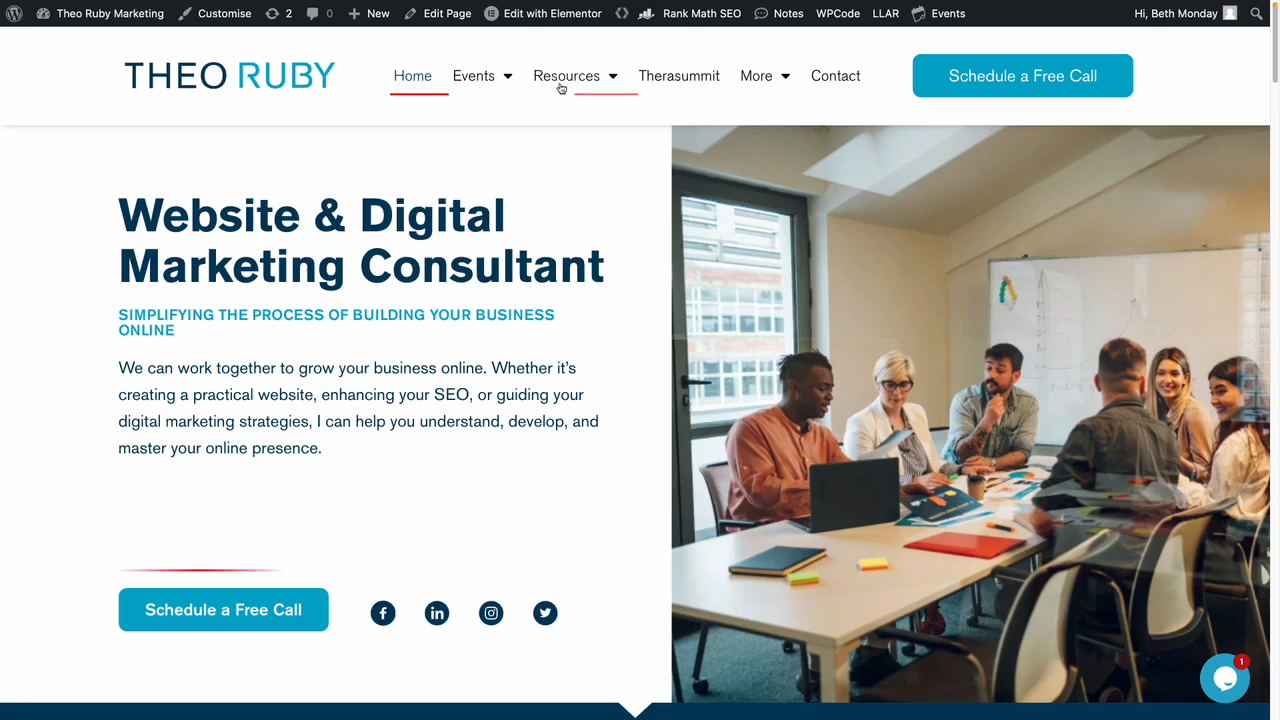 Theo Ruby Marketing Customise 2 0 New Edit Page Edit with Elementor Rank Math SEO Notes WPCode LLAR Events Hi, Beth Monday
THEO RUBY Home Events Resources Therasummit More Contact Schedule a Free Call
Website & Digital
Marketing Consultant
SIMPLIFYING THE PROCESS OF BUILDING YOUR BUSINESS
ONLINE
We can work together to grow your business online. Whether it's
creating a practical website, enhancing your SEO, or guiding your
digital marketing strategies, I can help you understand, develop, and
master your online presence.
Schedule a Free Call
1